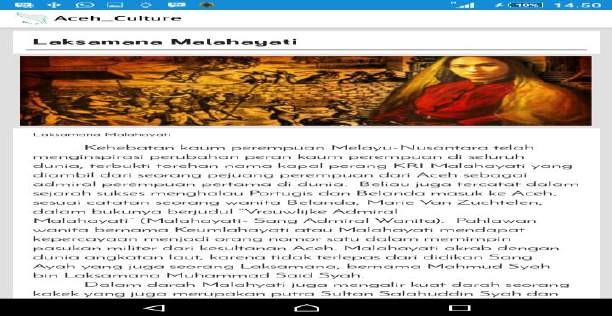 14.50
Aceh_Culture
Laksamana Malahayati
Laksamana Malahayati
Kehebatan kaum perempuan Melayu-Nusantara telah
menginspirasi perubahan peran kaum perempuan di seluruh
dunia, terbukti torehan nama kapal perang KRI Malahayati yang
diambil dari seorang pejuang perempuan dari Aceh sebagai
admiral perempuan pertama di dunia. Beliau juga tercatat dalam
sejarah sukses menghalau Portugis dan Belanda masuk ke Aceh,
sesuai catatan seorang wanita Belanda, Marie Van Zuchtelen,
dalam bukunya berjudul "Vrouwlijke Admiral
Malahayati" (Malahayati- Sang Admiral Wanita). Pahlawan
wanita bernama Keumlahayati atau Malahayati mendapat
kepercayaan menjadi orang nomor satu dalam memimpin
pasukan militer dari kesultanan Aceh. Malahayati akrab dengan
dunia angkatan laut, karena tidak terlepas dari didikan Sang
Ayah yang juga seorang Laksamana, bernama Mahmud Syah
bin Laksamana Muhammad Said Syah.
Dalam darah Malahyati juga mengalir kuat darah seorang
kakek yang juga merupakan putra Sultan Salahuddin Syah dan